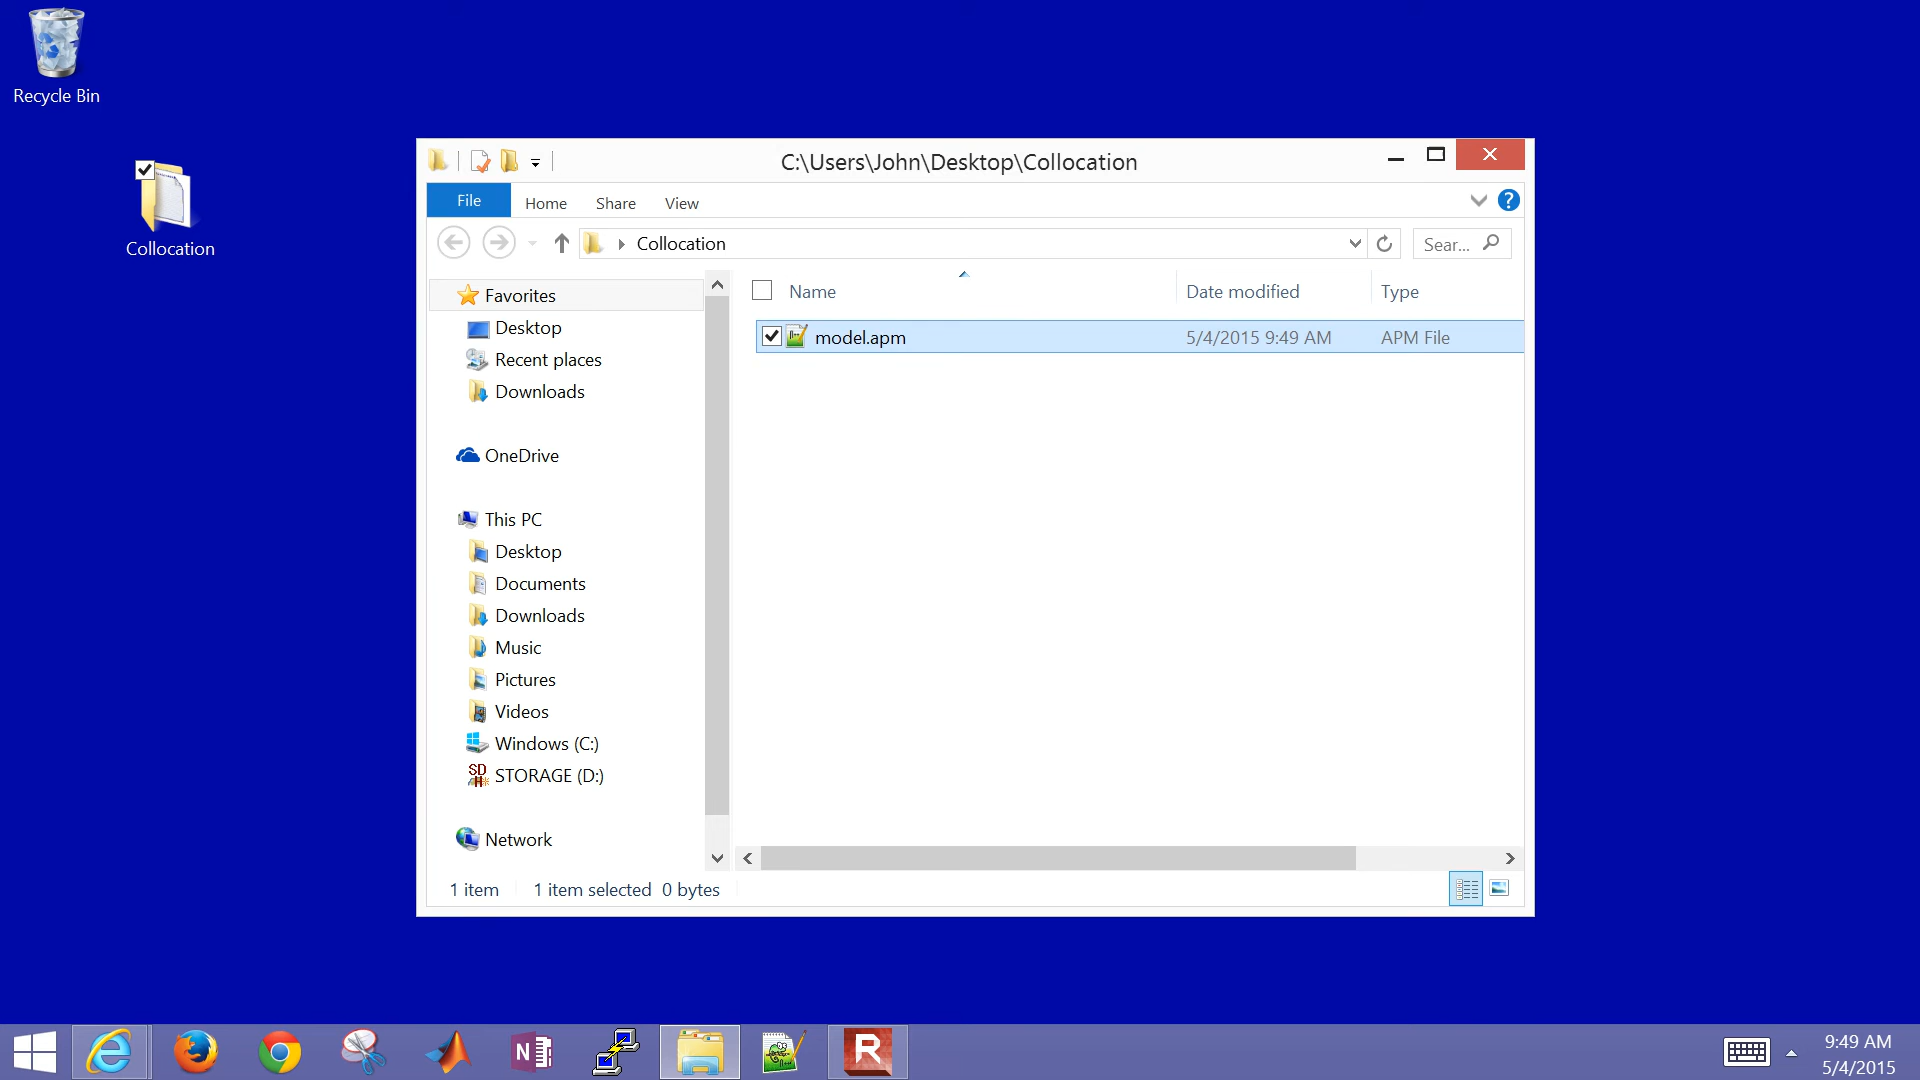 Recycle Bin
Collocation
C:\Users\John\Desktop\Collocation
File Home Share View
?
Collocation
Sear...
Favorites
Desktop
Recent places
Downloads
OneDrive
This PC
Desktop
Documents
Downloads
Music
Pictures
Videos
Windows (C:)
SD
STORAGE (D:)
Network
Name Date modified Type
model.apm 5/4/2015 9:49 AM APM File
1 item 1 item selected 0 bytes
N
R
9:49 AM
5/4/2015